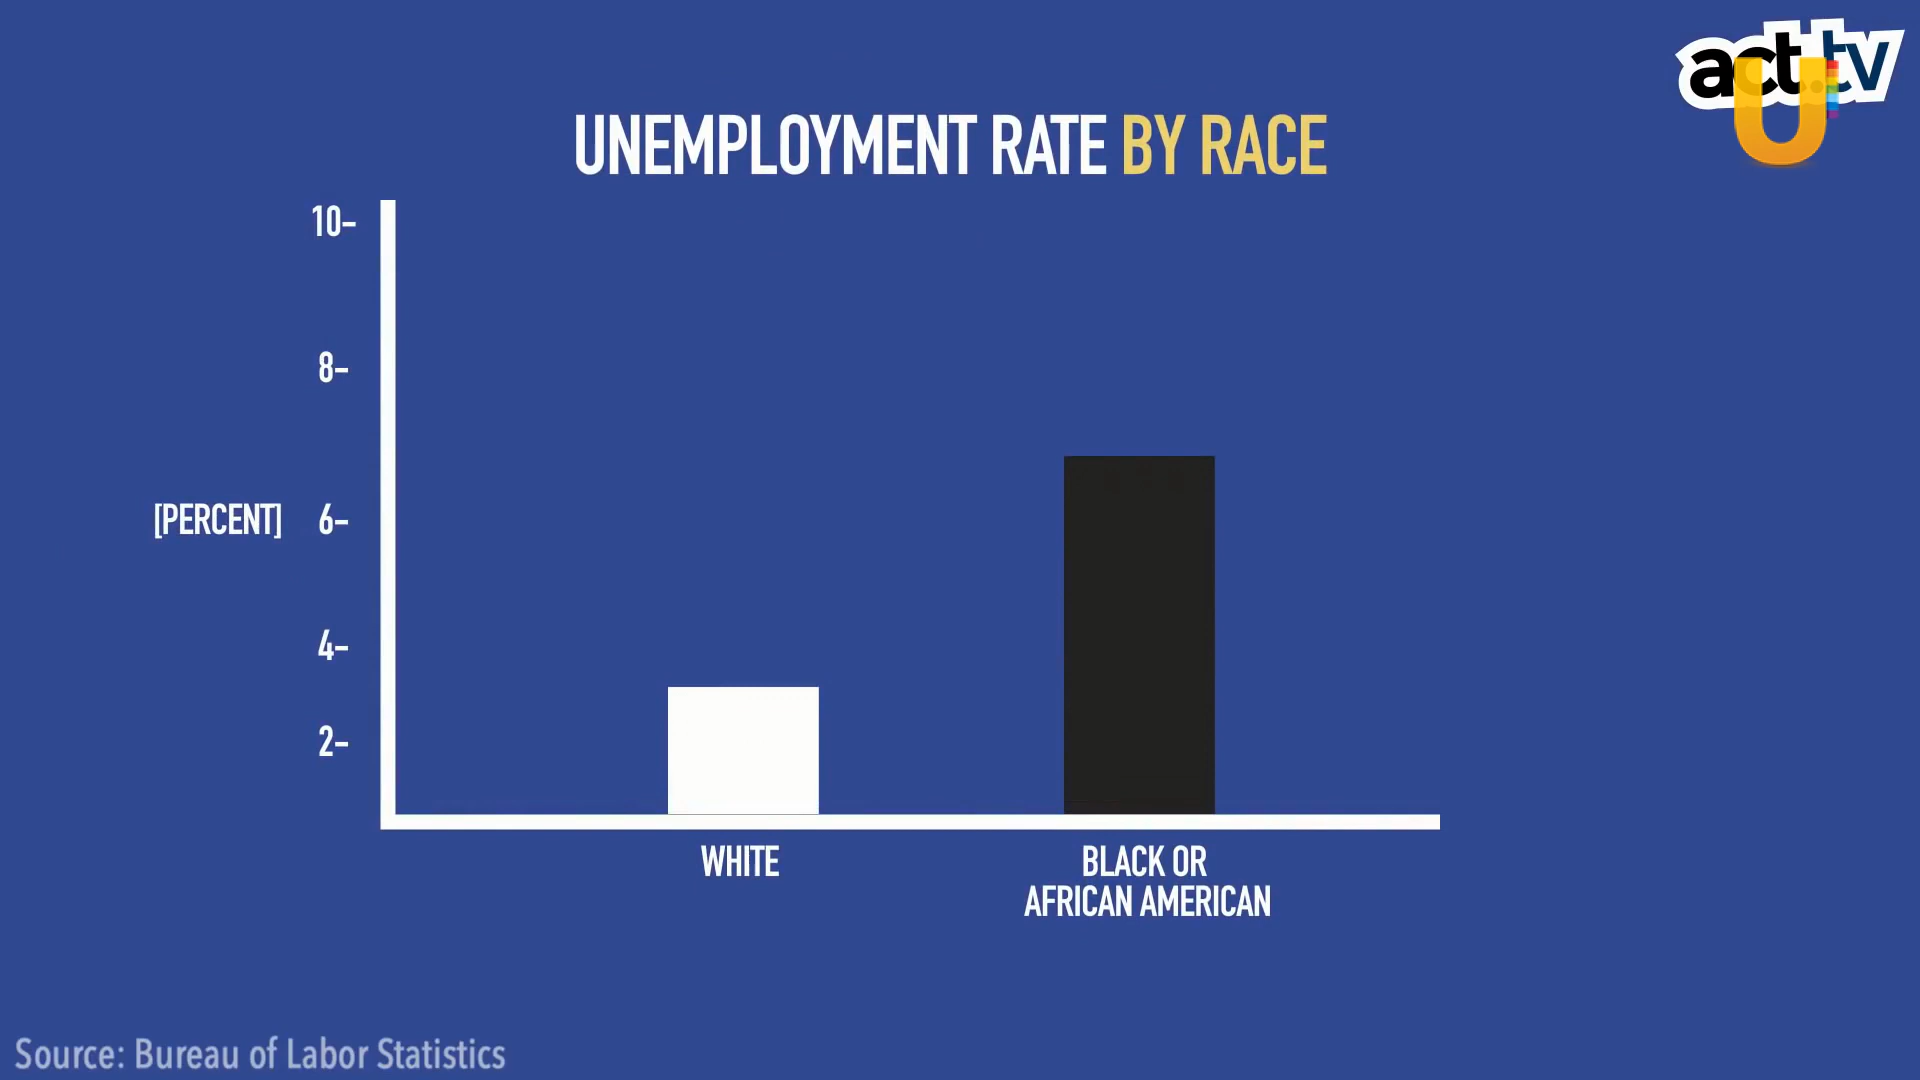 act.tv
U
UNEMPLOYMENT RATE BY RACE
10-
8-
[PERCENT] 6-
4-
2-
WHITE
BLACK OR
AFRICAN AMERICAN
Source: Bureau of Labor Statistics